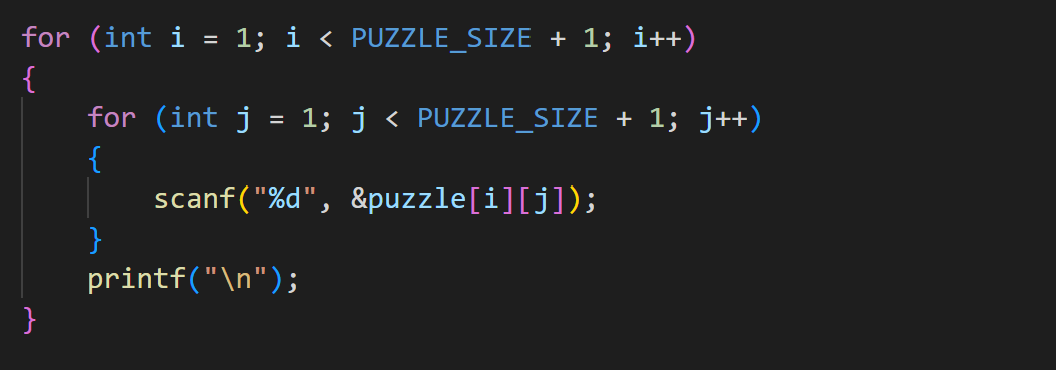 for (int i = 1; i < PUZZLE_SIZE + 1; i++)
{
    for (int j = 1; j < PUZZLE_SIZE + 1; j++)
    {
        scanf("%d", &puzzle[i][j]);
    }
    printf("\n");
}